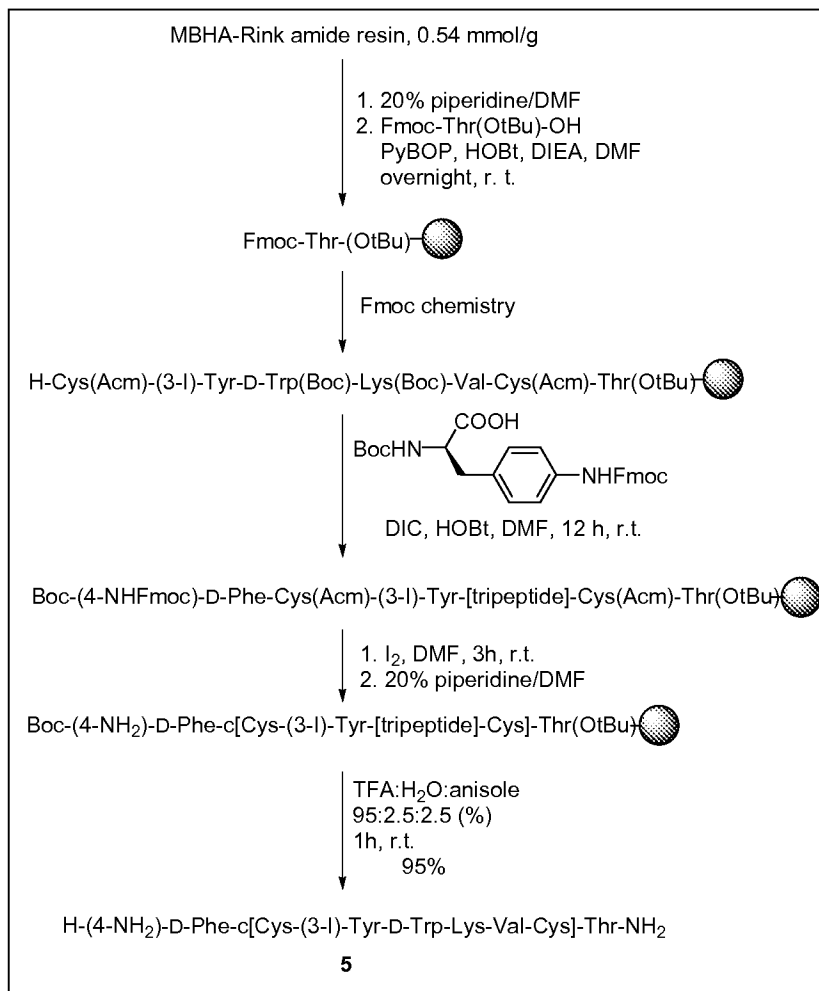 MBHA-Rink amide resin, 0.54 mmol/g
1. 20% piperidine/DMF
2. Fmoc-Thr(OtBu)-OH
PyBOP, HOBt, DIEA, DMF
overnight, r. t.
Fmoc-Thr-(OtBu)
Fmoc chemistry
H-Cys(Acm)-(3-I)-Tyr-D-Trp(Boc)-Lys(Boc)-Val-Cys(Acm)-Thr(OtBu)
COOH
BocHN
NHFmoc
DIC, HOBt, DMF, 12 h, r.t.
Boc-(4-NHFmoc)-D-Phe-Cys(Acm)-(3-I)-Tyr-[tripeptide]-Cys(Acm)-Thr(OtBu)
1. I₂, DMF, 3h, r.t.
2. 20% piperidine/DMF
Boc-(4-NH₂)-D-Phe-c[Cys-(3-I)-Tyr-[tripeptide]-Cys]-Thr(OtBu)
TFA:H₂O:anisole
95:2.5:2.5 (%)
1h, r.t.
95%
H-(4-NH₂)-D-Phe-c[Cys-(3-I)-Tyr-D-Trp-Lys-Val-Cys]-Thr-NH₂
5